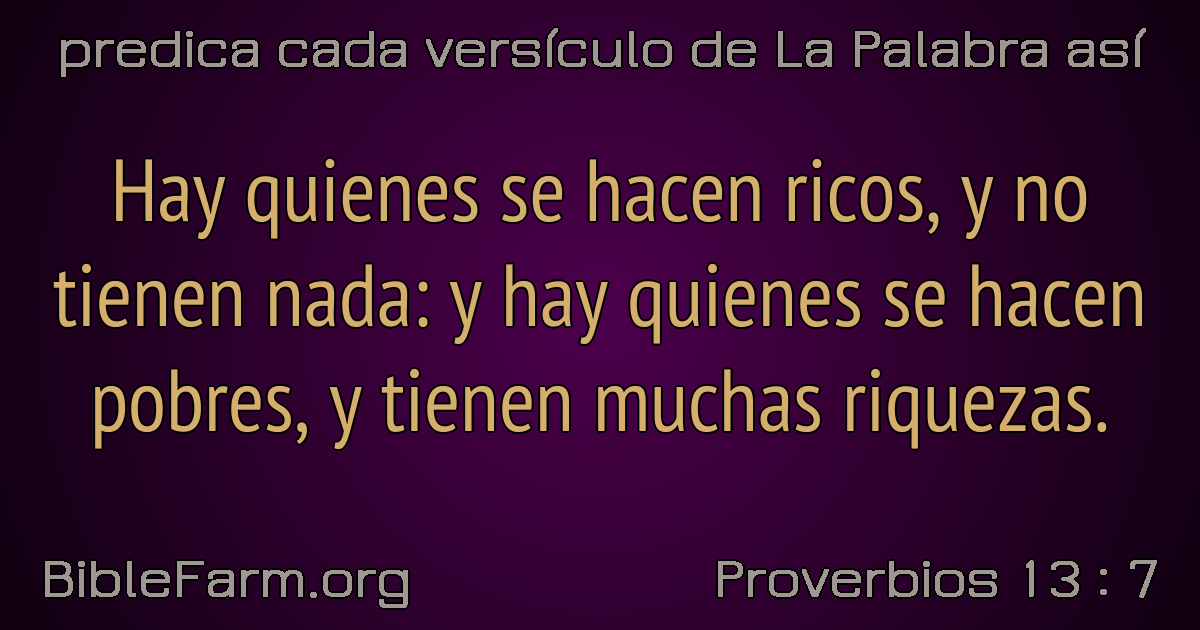 predica cada versículo de La Palabra así
Hay quienes se hacen ricos, y no
tienen nada: y hay quienes se hacen
pobres, y tienen muchas riquezas.
BibleFarm.org
Proverbios 13 : 7